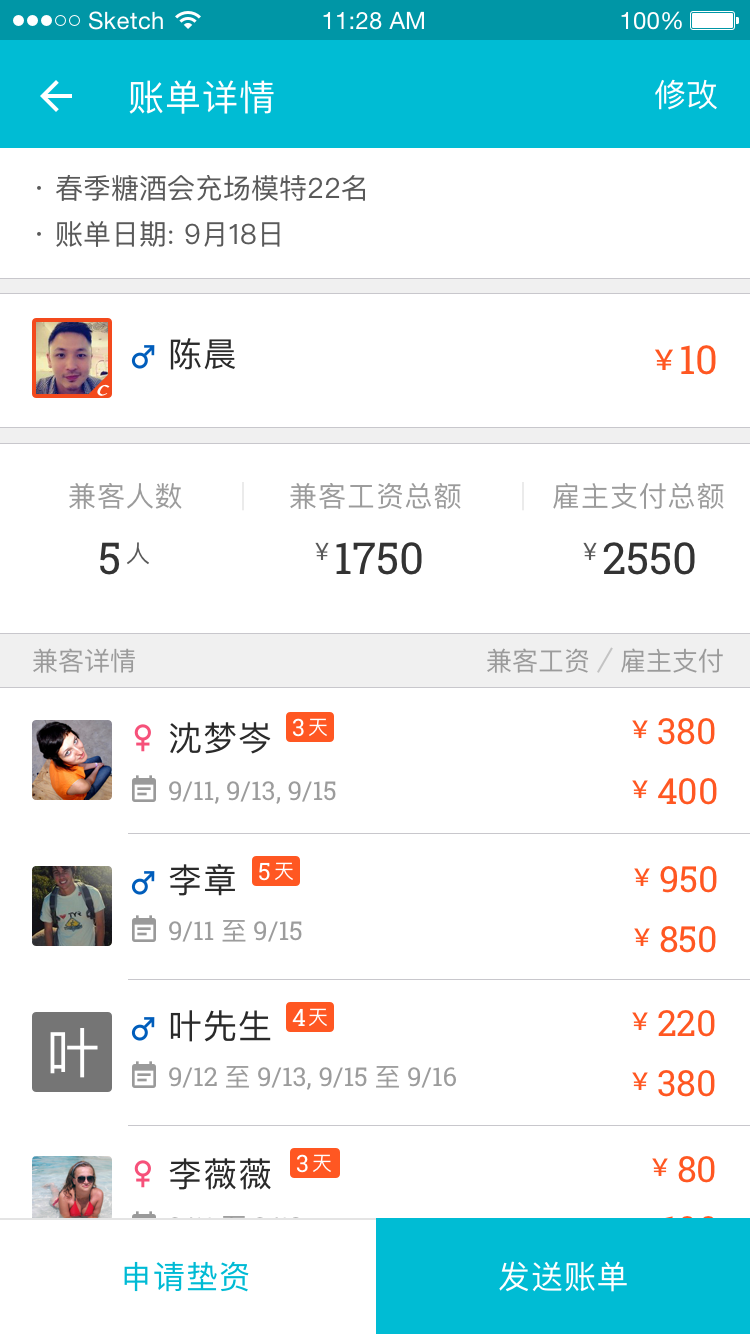 Sketch 11:28 AM 100%
账单详情 修改
· 春季糖酒会充场模特22名
· 账单日期: 9月18日
陈晨 ¥10
C
兼客人数 兼客工资总额 雇主支付总额
5人 ¥1750 ¥2550
兼客详情 兼客工资 / 雇主支付
沈梦岑 3天 ¥ 380
9/11, 9/13, 9/15 ¥ 400
李章 5天 ¥ 950
9/11 至 9/15 ¥ 850
叶
叶先生 4天 ¥ 220
9/12 至 9/13, 9/15 至 9/16 ¥ 380
李薇薇 3天 ¥ 80
申请垫资 发送账单